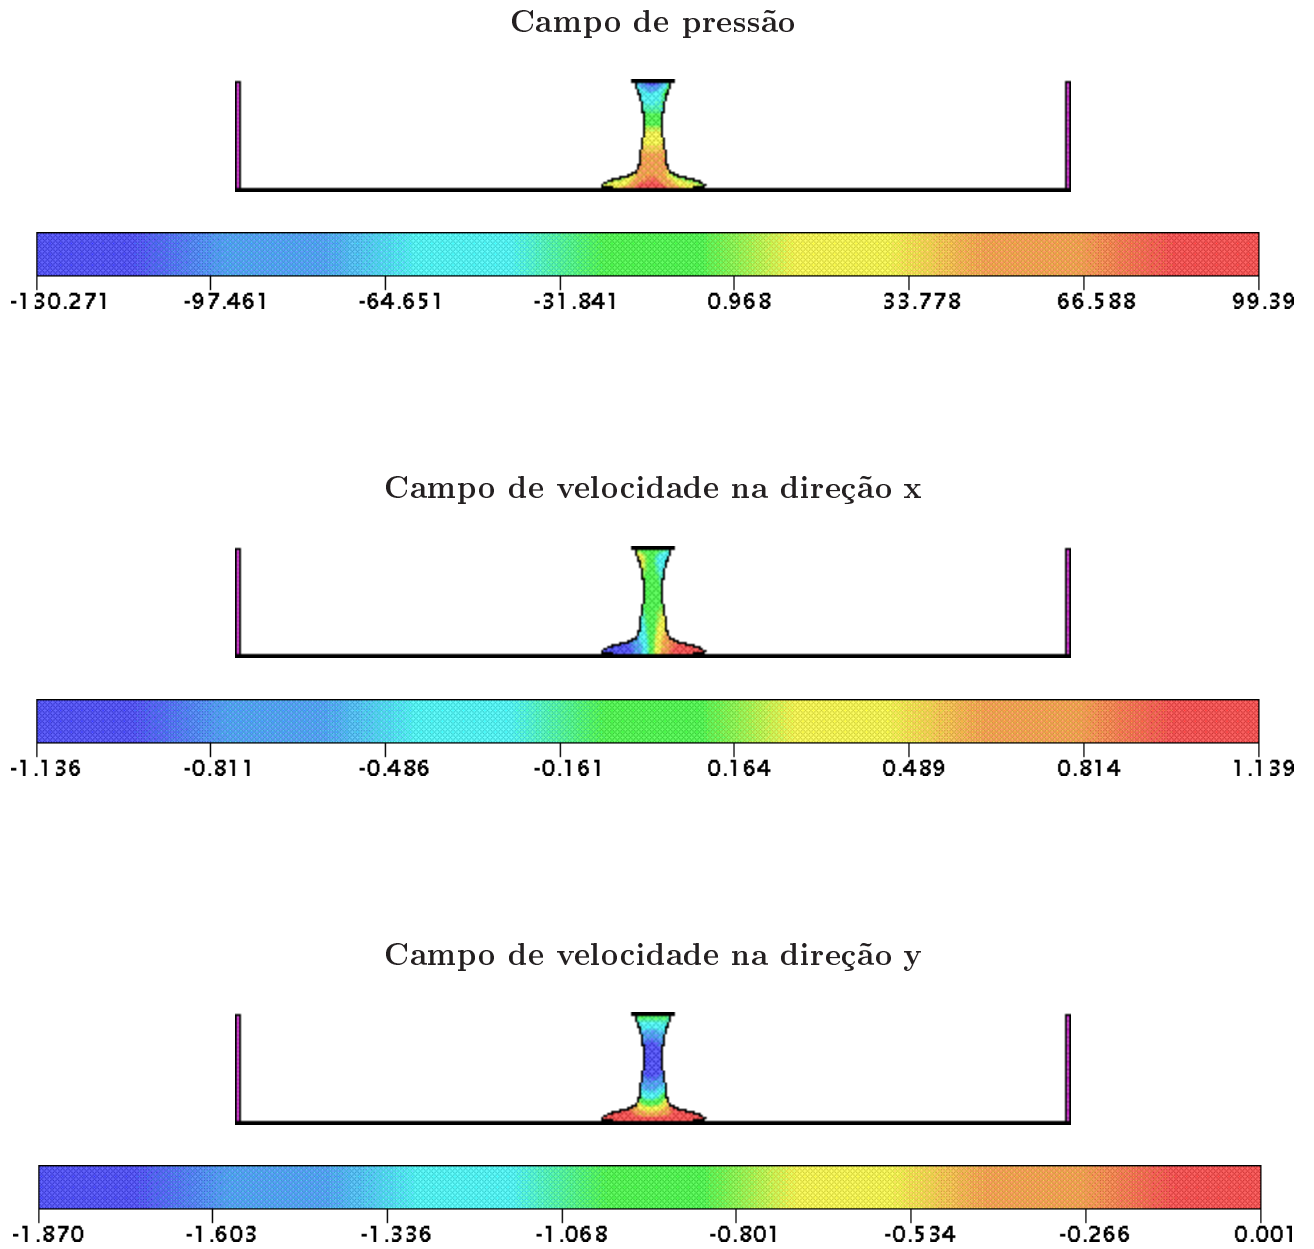 Campo de pressão
-130.271 -97.461 -64.651 -31.841 0.968 33.778 66.588 99.39
Campo de velocidade na direção x
-1.136 -0.811 -0.486 -0.161 0.164 0.489 0.814 1.139
Campo de velocidade na direção y
-1.870 -1.603 -1.336 -1.068 -0.801 -0.534 -0.266 0.001